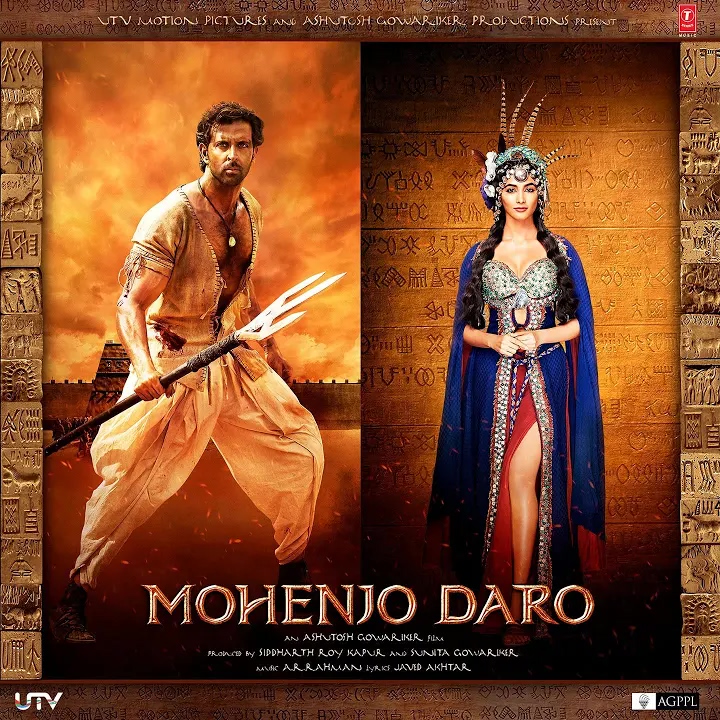 UTV MOTION PICTURES AND ASHUTOSH GOWARIKER PRODUCTIONS PRESENT
T
T-SERIES
MUSIC
MOHENJO DARO
AN ASHUTOSH GOWARIKER FILM
PRODUCED BY SIDDHARTH ROY KAPUR AND SUNITA GOWARIKER
MUSIC A.R.RAHMAN LYRICS JAVED AKHTAR
UTV
AGPPL